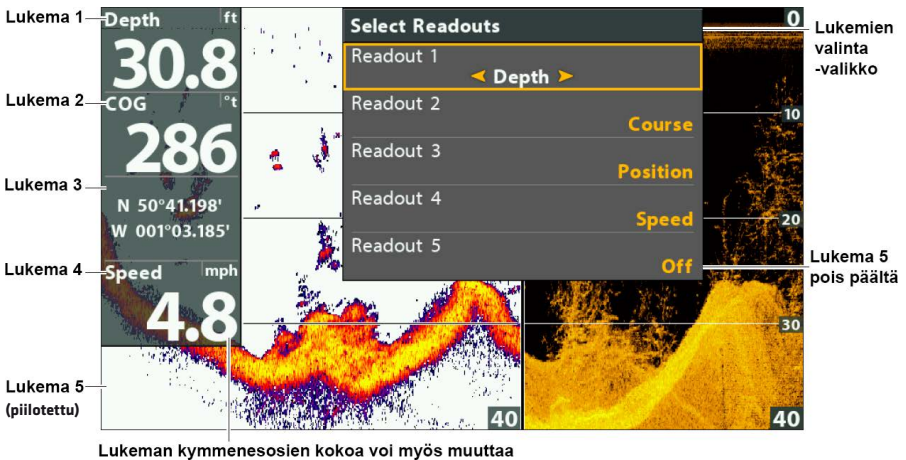 Lukema 1
Depth ft
30.8
Lukema 2
COG °t
286
Lukema 3
N 50°41.198'
W 001°03.185'
Lukema 4
Speed mph
4.8
Lukema 5
(piilotettu)
Select Readouts
Readout 1
Depth
Readout 2
Course
Readout 3
Position
Readout 4
Speed
Readout 5
Off
40
0
10
20
30
40
Lukemien
valinta
-valikko
Lukema 5
pois päältä
Lukeman kymmenesosien kokoa voi myös muuttaa